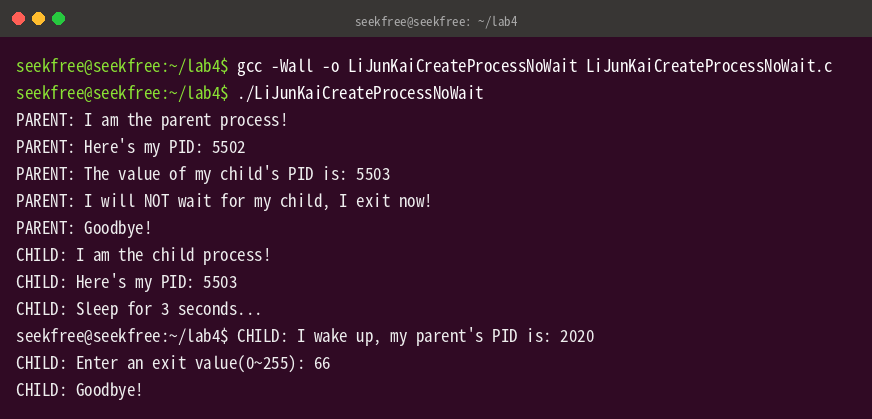 seekfree@seekfree: ~/lab4
seekfree@seekfree:~/lab4$ gcc -Wall -o LiJunKaiCreateProcessNoWait LiJunKaiCreateProcessNoWait.c
seekfree@seekfree:~/lab4$ ./LiJunKaiCreateProcessNoWait
PARENT: I am the parent process!
PARENT: Here's my PID: 5502
PARENT: The value of my child's PID is: 5503
PARENT: I will NOT wait for my child, I exit now!
PARENT: Goodbye!
CHILD: I am the child process!
CHILD: Here's my PID: 5503
CHILD: Sleep for 3 seconds...
seekfree@seekfree:~/lab4$ CHILD: I wake up, my parent's PID is: 2020
CHILD: Enter an exit value(0~255): 66
CHILD: Goodbye!